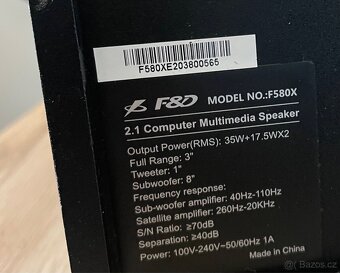 F580XE203800565
F&D MODEL NO.:F580X
2.1 Computer Multimedia Speaker
Output Power(RMS): 35W+17.5WX2
Full Range: 3"
Tweeter: 1"
Subwoofer: 8"
Frequency response:
Sub-woofer amplifier: 40Hz-110Hz
Satellite amplifier: 260Hz-20KHz
S/N Ratio: ≥70dB
Separation: ≥40dB
Power: 100V-240V~50/60Hz 1A
Made in China
Bazoš.cz